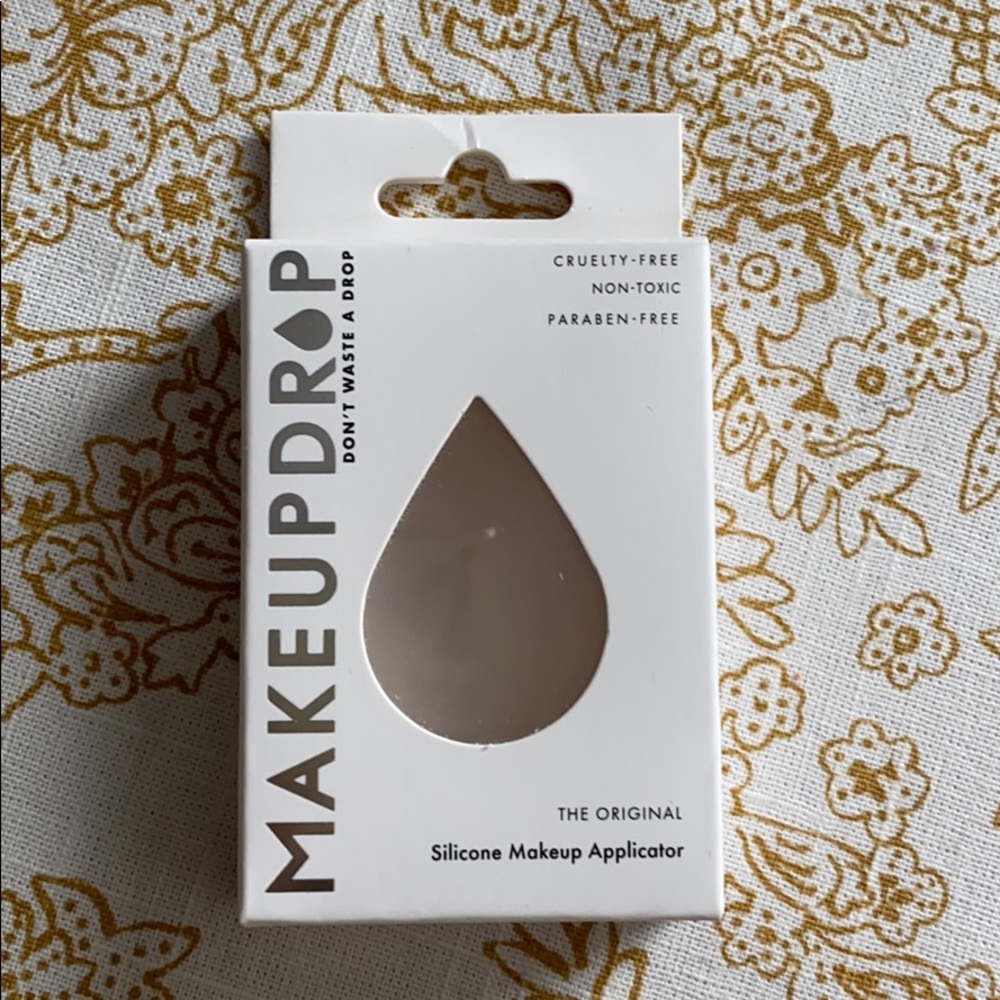 MAKEUPDROP
DON'T WASTE A DROP
CRUELTY-FREE
NON-TOXIC
PARABEN-FREE
THE ORIGINAL
Silicone Makeup Applicator